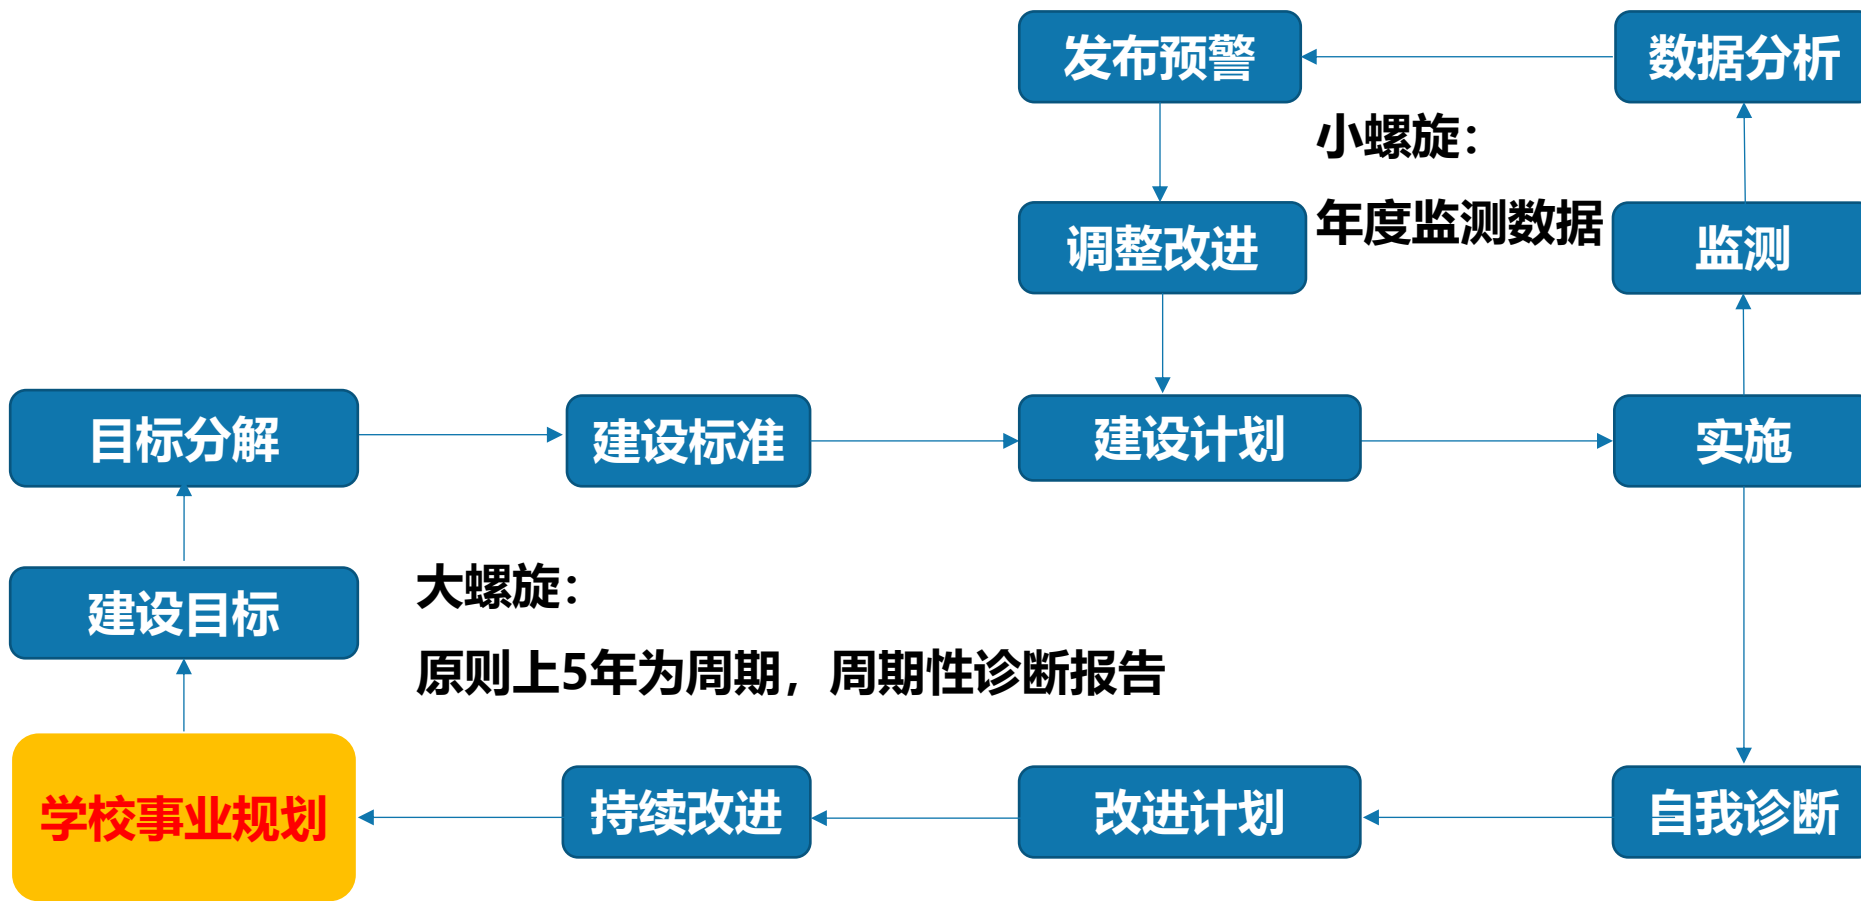 发布预警
数据分析
小螺旋：
年度监测数据
调整改进
监测
目标分解
建设标准
建设计划
实施
大螺旋：
建设目标
原则上5年为周期，周期性诊断报告
学校事业规划
持续改进
改进计划
自我诊断